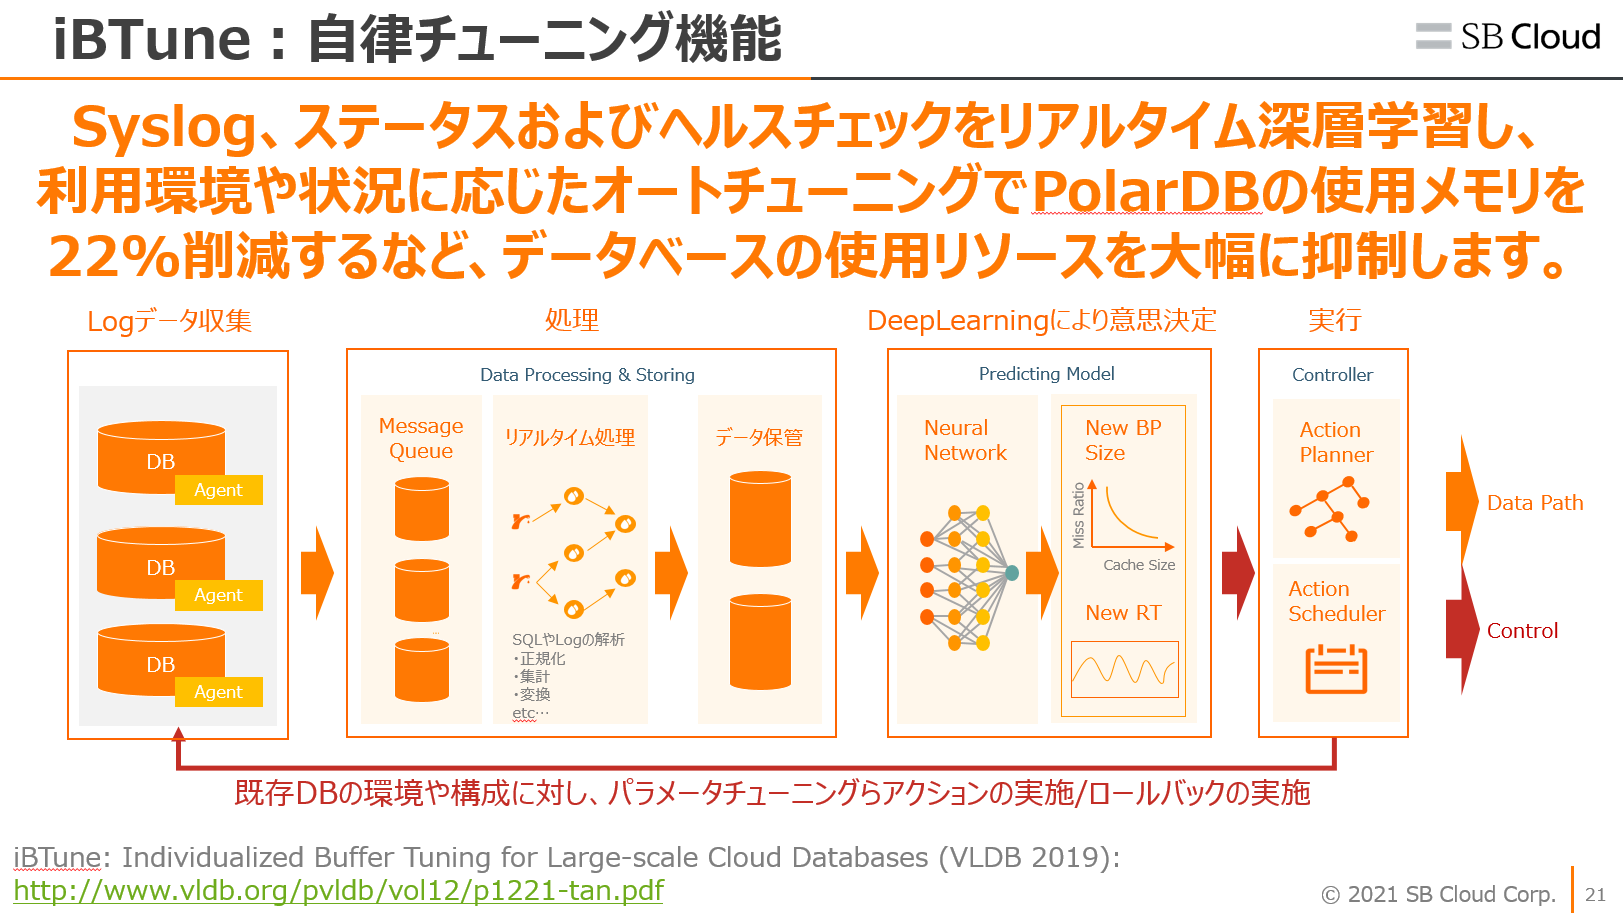 iBTune：自律チューニング機能
SB Cloud
Syslog、ステータスおよびヘルスチェックをリアルタイム深層学習し、
利用環境や状況に応じたオートチューニングでPolarDBの使用メモリを
22%削減するなど、データベースの使用リソースを大幅に抑制します。
Logデータ収集
DB
Agent
DB
Agent
DB
Agent
処理
Data Processing & Storing
Message
Queue
...
リアルタイム処理
SQLやLogの解析
・正規化
・集計
・変換
etc…
データ保管
DeepLearningにより意思決定
Predicting Model
Neural
Network
New BP
Size
Miss Ratio
Cache Size
New RT
実行
Controller
Action
Planner
Action
Scheduler
Data Path
Control
既存DBの環境や構成に対し、パラメータチューニングらアクションの実施/ロールバックの実施
iBTune: Individualized Buffer Tuning for Large-scale Cloud Databases (VLDB 2019):
http://www.vldb.org/pvldb/vol12/p1221-tan.pdf
© 2021 SB Cloud Corp.
21